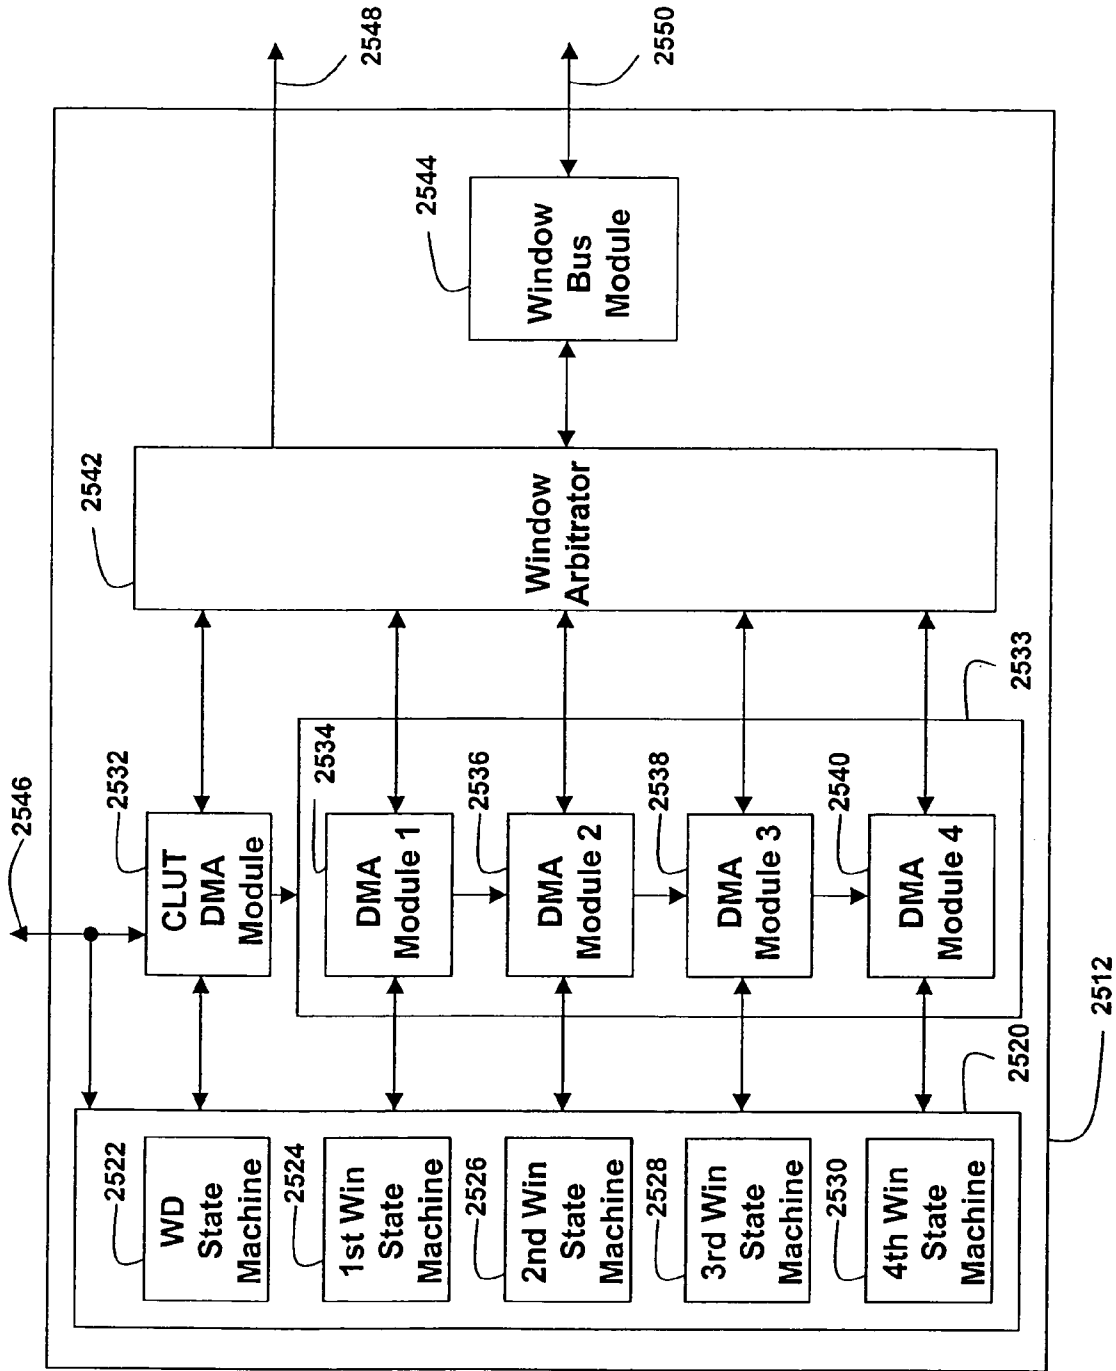 2546
2522
WD
State
Machine
2524
1st Win
State
Machine
2526
2nd Win
State
Machine
2528
3rd Win
State
Machine
2530
4th Win
State
Machine
2520
2512
2532
CLUT
DMA
Module
2534
DMA
Module 1
2536
DMA
Module 2
2538
DMA
Module 3
2540
DMA
Module 4
2533
2542
Window
Arbitrator
2544
Window
Bus
Module
2548
2550